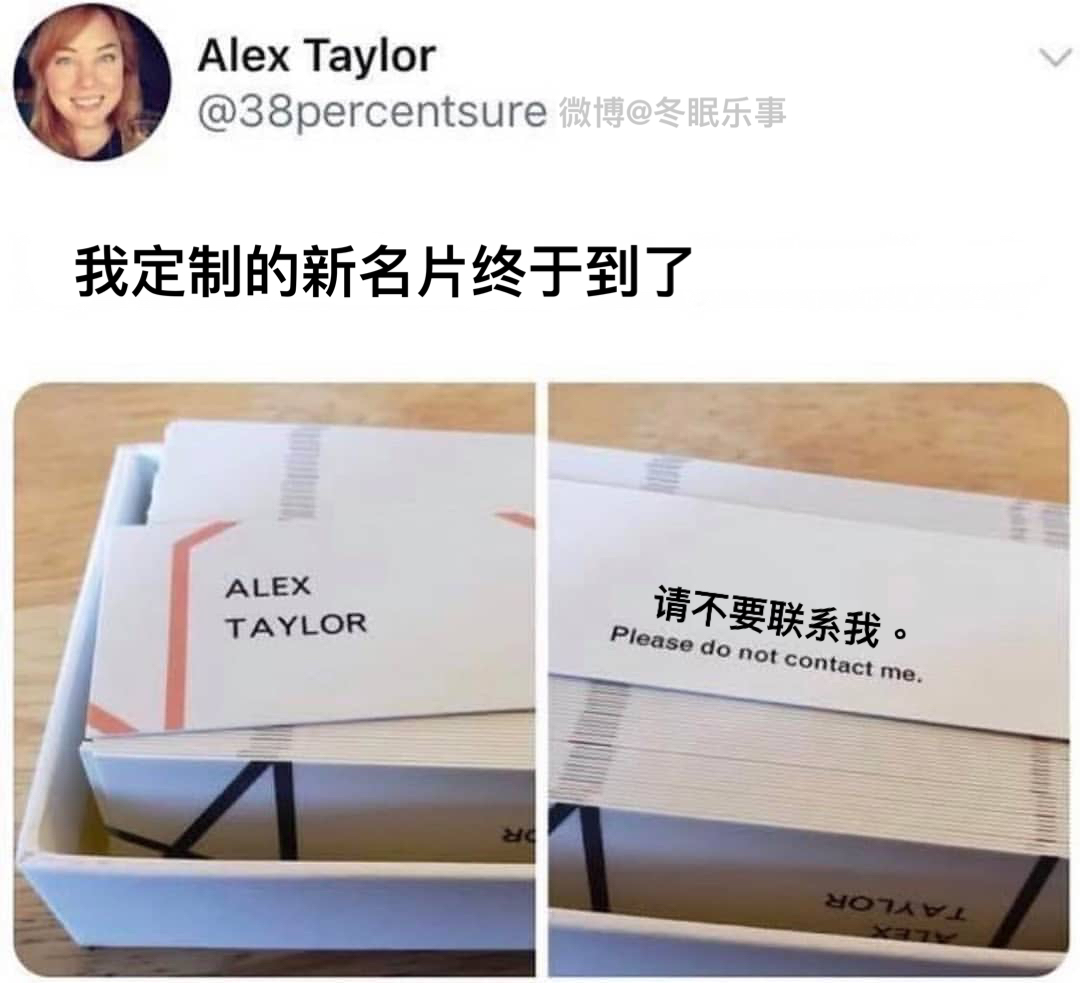 Alex Taylor
@38percentsure 微博@冬眠乐事
我定制的新名片终于到了
ALEX
TAYLOR
请不要联系我。
Please do not contact me.
TAYLOR
ALEX